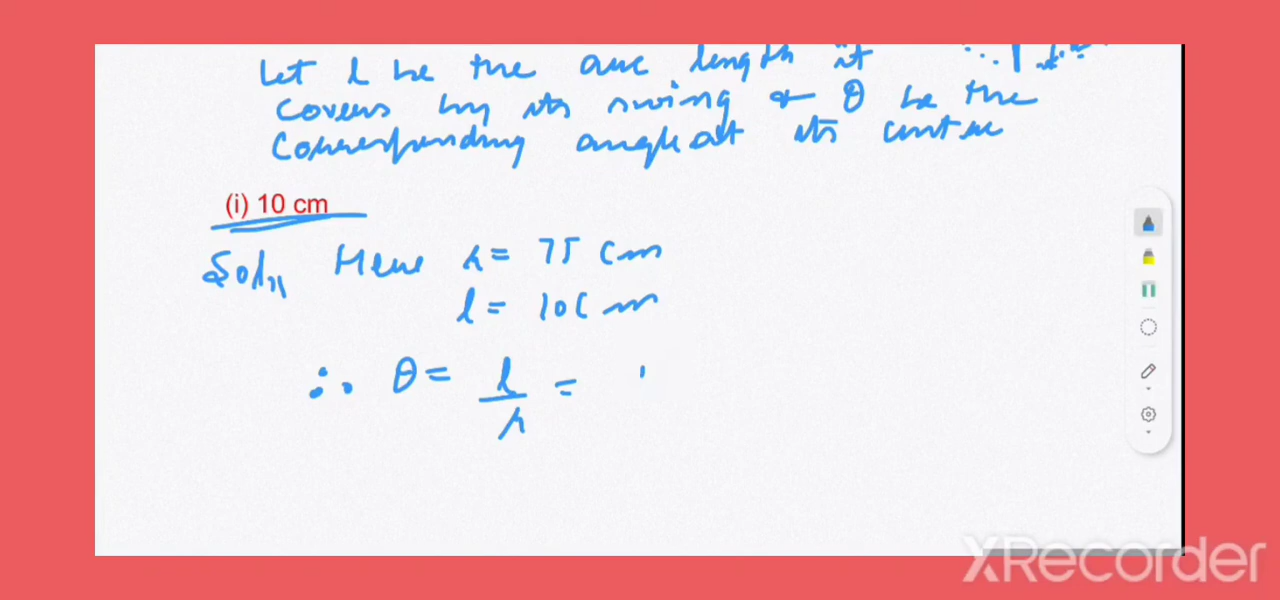 Let l be the arc length it ∴
covers by its swing & θ be the
corresponding angle at its centre
(i) 10 cm
Soln Here r = 75 cm
l = 10 cm
∴ θ = l/r =
XRecorder